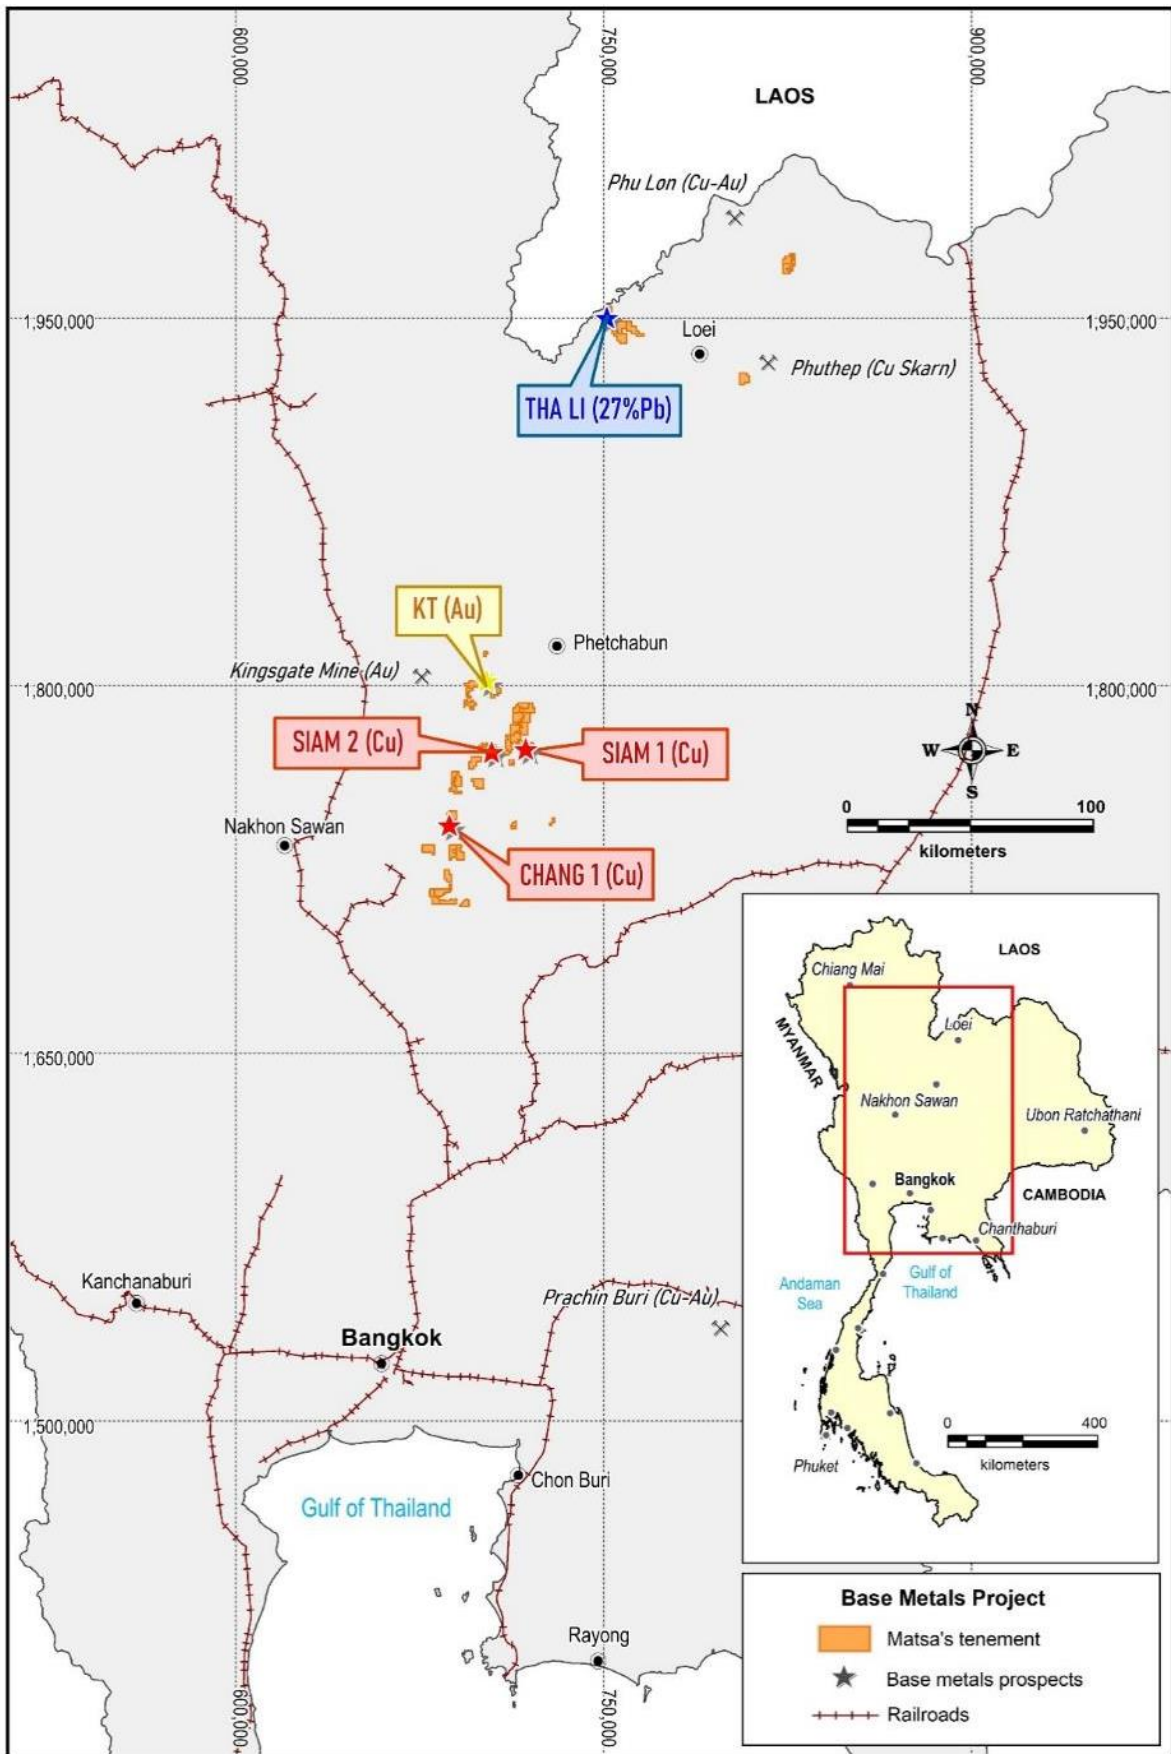 600,000
750,000
900,000
LAOS
Phu Lon (Cu-Au)
1,950,000
1,950,000
Loei
Phuthep (Cu Skarn)
THA LI (27%Pb)
KT (Au)
Phetchabun
Kingsgate Mine (Au)
1,800,000
1,800,000
N
W
E
S
SIAM 2 (Cu)
SIAM 1 (Cu)
0
100
kilometers
Nakhon Sawan
CHANG 1 (Cu)
LAOS
Chiang Mai
MYANMAR
Loei
Nakhon Sawan
Ubon Ratchathani
Bangkok
CAMBODIA
Chanthaburi
Andaman
Sea
Gulf of
Thailand
0
400
kilometers
Phuket
1,650,000
Kanchanaburi
Prachin Buri (Cu-Au)
Bangkok
1,500,000
Chon Buri
Gulf of Thailand
Rayong
600,000
750,000
Base Metals Project
Matsa's tenement
Base metals prospects
Railroads